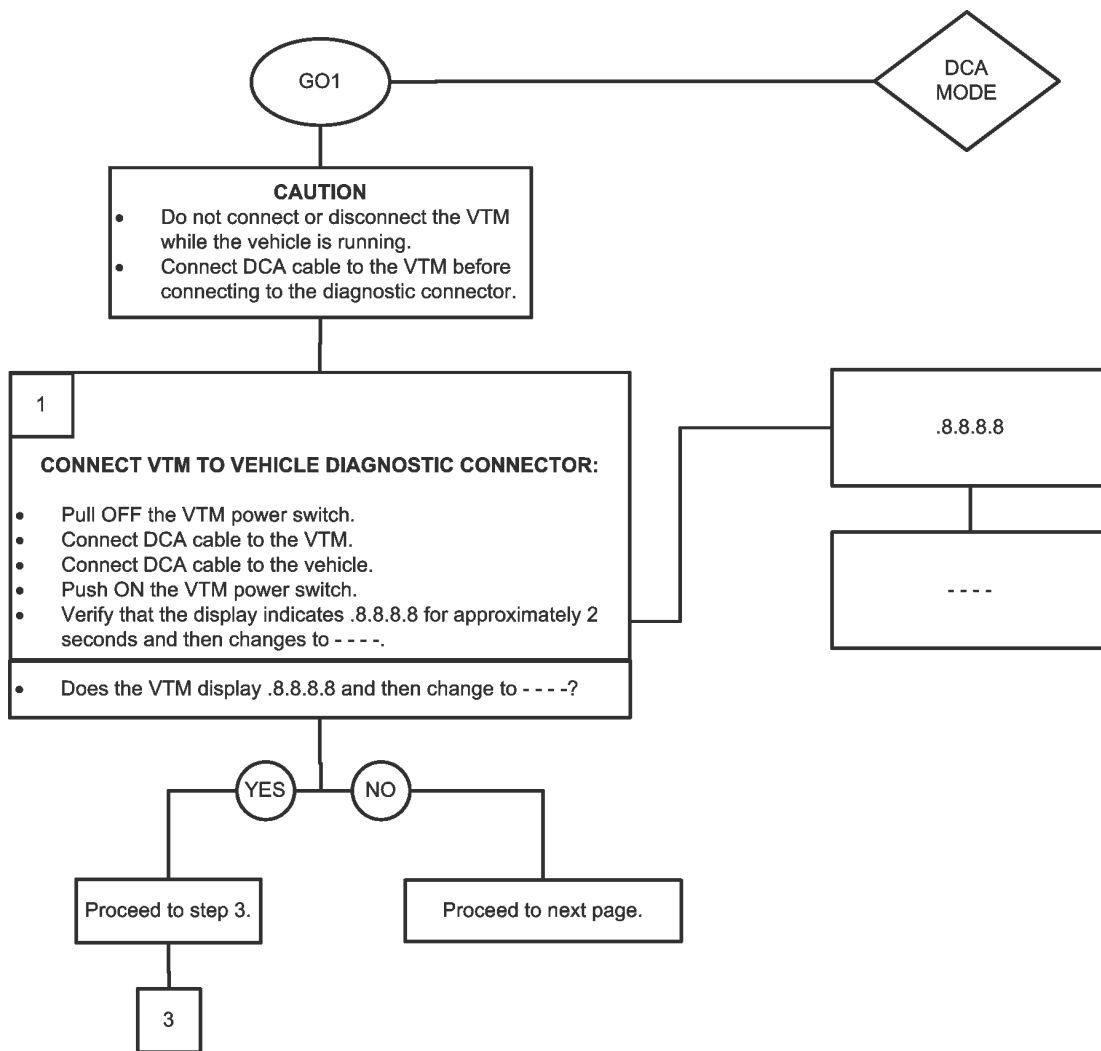 GO1
DCA
MODE
CAUTION
• Do not connect or disconnect the VTM
while the vehicle is running.
• Connect DCA cable to the VTM before
connecting to the diagnostic connector.
1
CONNECT VTM TO VEHICLE DIAGNOSTIC CONNECTOR:
• Pull OFF the VTM power switch.
• Connect DCA cable to the VTM.
• Connect DCA cable to the vehicle.
• Push ON the VTM power switch.
• Verify that the display indicates .8.8.8.8 for approximately 2
seconds and then changes to - - - -.
• Does the VTM display .8.8.8.8 and then change to - - - -?
.8.8.8.8
- - - -
YES
NO
Proceed to step 3.
Proceed to next page.
3